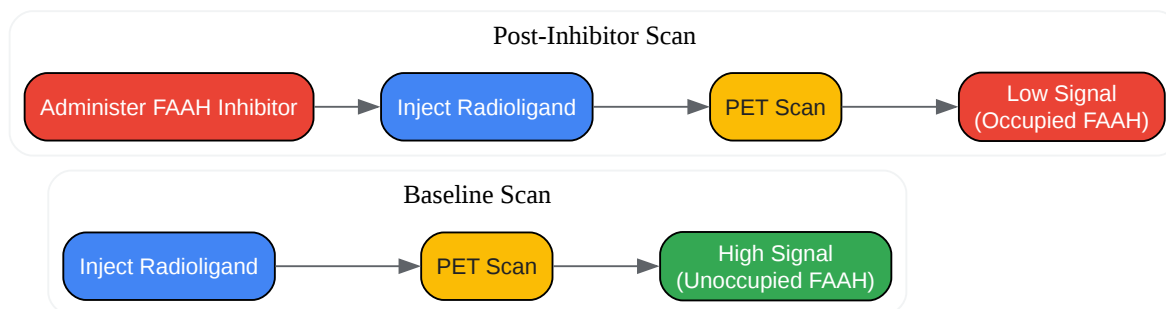 Post-Inhibitor Scan
Administer FAAH Inhibitor
Inject Radioligand
PET Scan
Low Signal
(Occupied FAAH)
Baseline Scan
Inject Radioligand
PET Scan
High Signal
(Unoccupied FAAH)